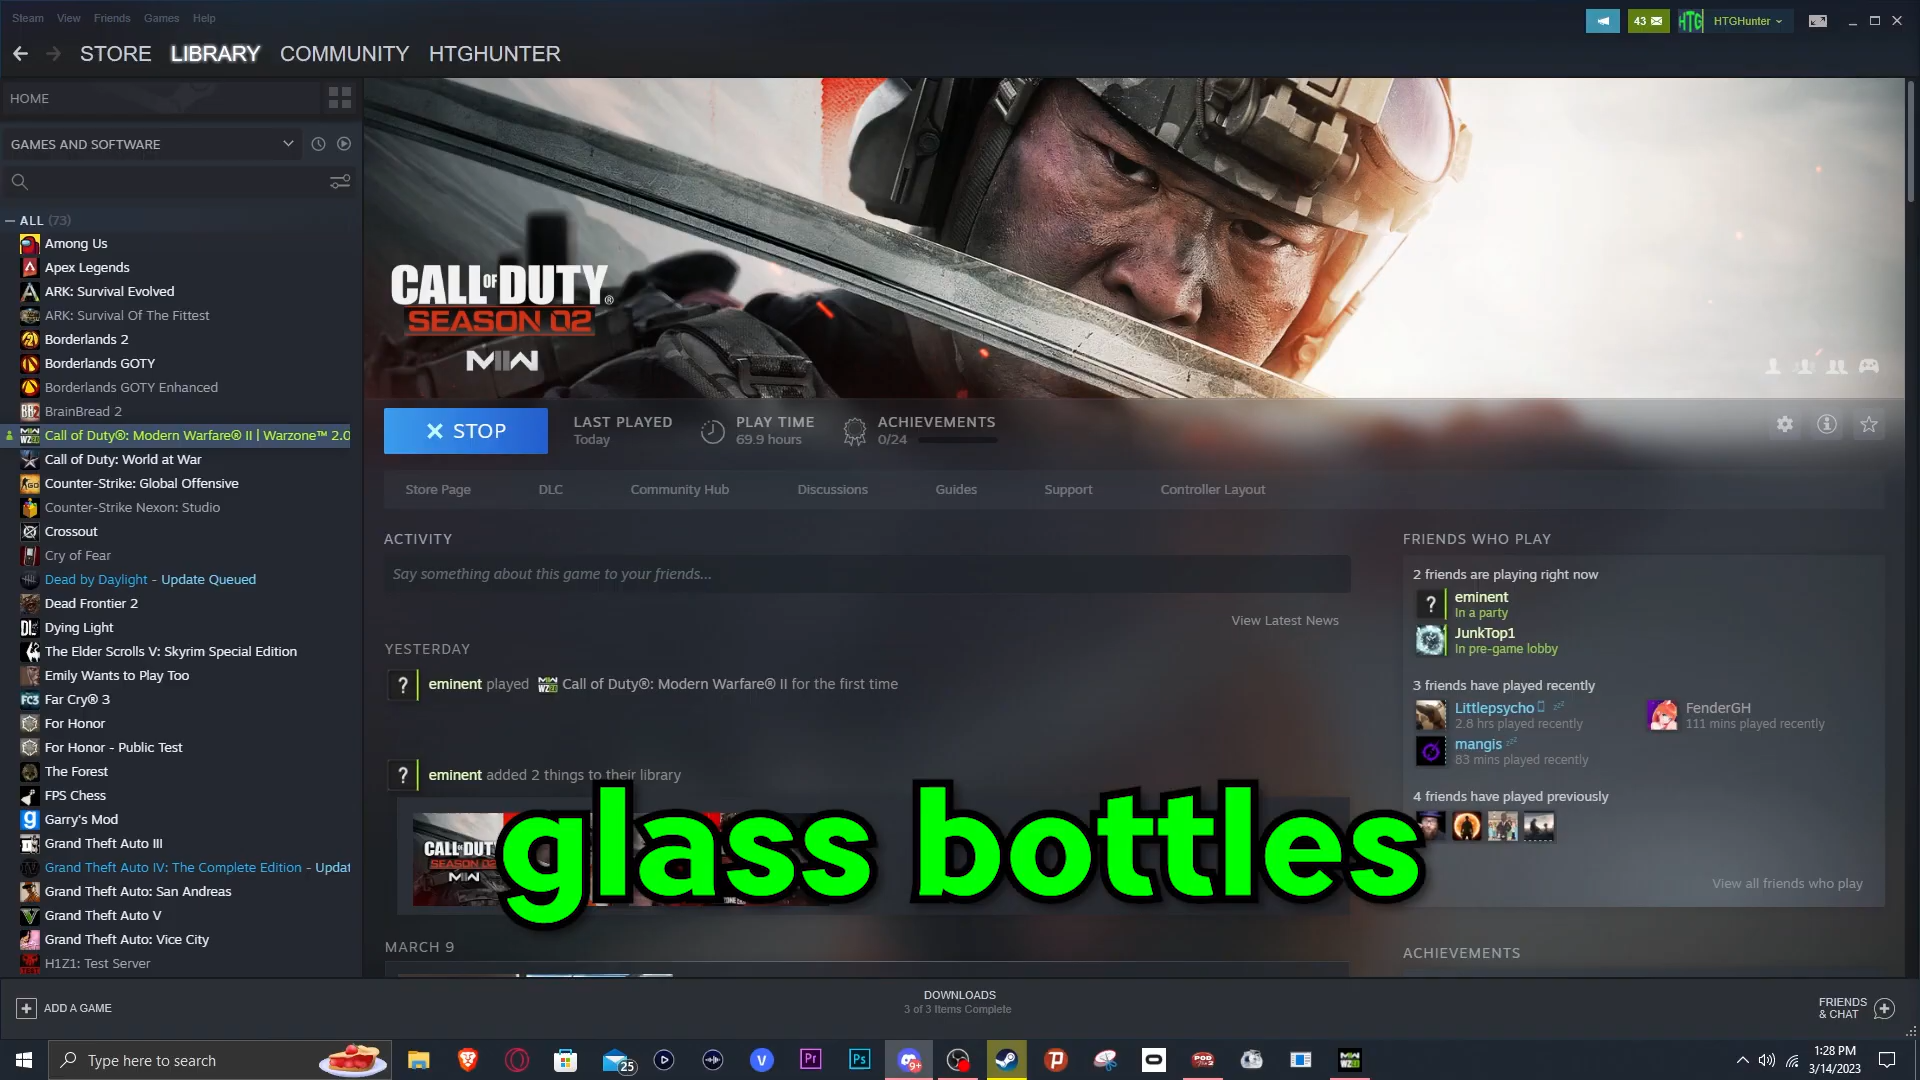 Steam View Friends Games Help
43
HTG HTGHunter
STORE LIBRARY COMMUNITY HTGHUNTER
HOME
GAMES AND SOFTWARE
ALL (73)
Among Us
Apex Legends
ARK: Survival Evolved
ARK: Survival Of The Fittest
Borderlands 2
Borderlands GOTY
Borderlands GOTY Enhanced
BrainBread 2
Call of Duty®: Modern Warfare® II | Warzone™ 2.0
Call of Duty: World at War
Counter-Strike: Global Offensive
Counter-Strike Nexon: Studio
Crossout
Cry of Fear
Dead by Daylight - Update Queued
Dead Frontier 2
Dying Light
The Elder Scrolls V: Skyrim Special Edition
Emily Wants to Play Too
Far Cry® 3
For Honor
For Honor - Public Test
The Forest
FPS Chess
Garry's Mod
Grand Theft Auto III
Grand Theft Auto IV: The Complete Edition - Updat
Grand Theft Auto: San Andreas
Grand Theft Auto V
Grand Theft Auto: Vice City
H1Z1: Test Server
CALL OF DUTY®
SEASON 02
MWII
STOP
LAST PLAYED
Today
PLAY TIME
69.9 hours
ACHIEVEMENTS
0/24
Store Page DLC Community Hub Discussions Guides Support Controller Layout
ACTIVITY
Say something about this game to your friends...
View Latest News
YESTERDAY
eminent played Call of Duty®: Modern Warfare® II for the first time
eminent added 2 things to their library
CALL OF DUTY
SEASON 02
glass bottles
MARCH 9
FRIENDS WHO PLAY
2 friends are playing right now
eminent
In a party
JunkTop1
In pre-game lobby
3 friends have played recently
Littlepsycho
2.8 hrs played recently
FenderGH
111 mins played recently
mangis
83 mins played recently
4 friends have played previously
View all friends who play
ACHIEVEMENTS
ADD A GAME
DOWNLOADS
3 of 3 Items Complete
FRIENDS
& CHAT
Type here to search
25
Pr
Ps
9+
1:28 PM
3/14/2023